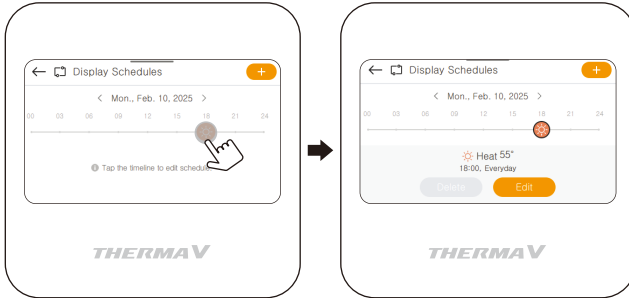 Display Schedules +
< Mon., Feb. 10, 2025 >
00 03 06 09 12 15 18 21 24
Tap the timeline to edit schedule.
THERMA V
Display Schedules +
< Mon., Feb. 10, 2025 >
00 03 06 09 12 15 18 21 24
Heat 55°
18:00, Everyday
Delete Edit
THERMA V